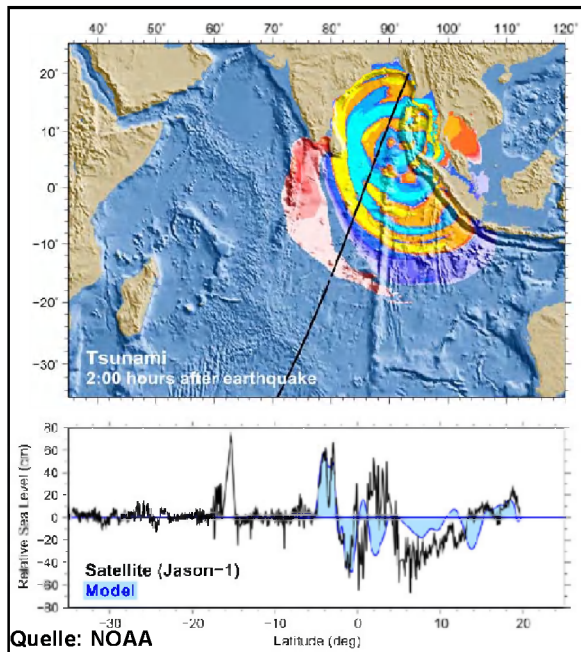 40° 50° 60° 70° 80° 90° 100° 110° 120°
20°
10°
0°
−10°
−20°
−30°
Tsunami
2:00 hours after earthquake
80
60
40
20
0
−20
−40
−60
−80
Relative Sea Level (cm)
Satellite (Jason−1)
Model
−30 −20 −10 0 10 20
Latitude (deg)
Quelle: NOAA